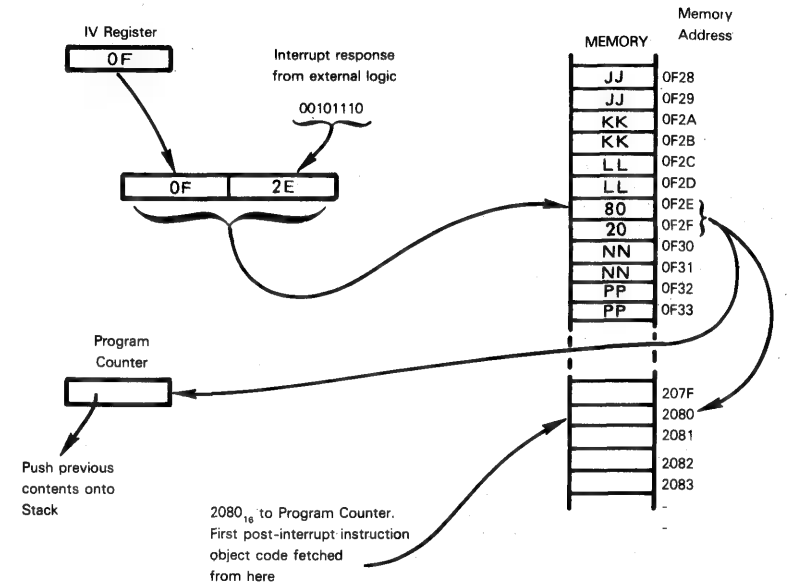 Memory
Address
MEMORY
IV Register
0F
Interrupt response
from external logic
00101110
0F 2E
JJ 0F28
JJ 0F29
KK 0F2A
KK 0F2B
LL 0F2C
LL 0F2D
80 0F2E
20 0F2F
NN 0F30
NN 0F31
PP 0F32
PP 0F33
Program
Counter
Push previous
contents onto
Stack
207F
2080
2081
2082
2083
-
-
2080₁₆ to Program Counter.
First post-interrupt instruction
object code fetched
from here